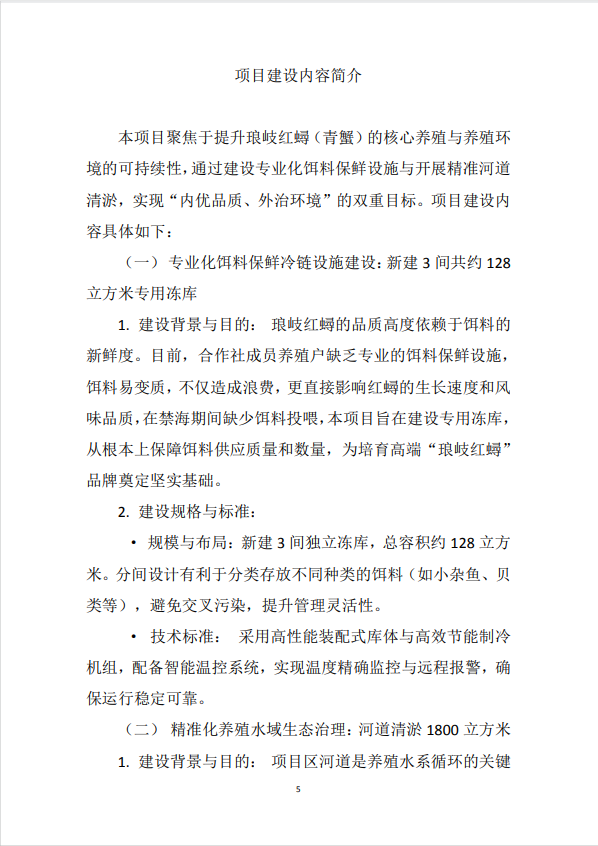 项目建设内容简介
本项目聚焦于提升琅岐红蟳（青蟹）的核心养殖与养殖环
境的可持续性，通过建设专业化饵料保鲜设施与开展精准河道
清淤，实现“内优品质、外治环境”的双重目标。项目建设内
容具体如下：
（一） 专业化饵料保鲜冷链设施建设：新建 3 间共约 128
立方米专用冻库
1. 建设背景与目的： 琅岐红蟳的品质高度依赖于饵料的
新鲜度。目前，合作社成员养殖户缺乏专业的饵料保鲜设施，
饵料易变质，不仅造成浪费，更直接影响红蟳的生长速度和风
味品质，在禁海期间缺少饵料投喂，本项目旨在建设专用冻库，
从根本上保障饵料供应质量和数量，为培育高端“琅岐红蟳”
品牌奠定坚实基础。
2. 建设规格与标准：
• 规模与布局：新建 3 间独立冻库，总容积约 128 立方
米。分间设计有利于分类存放不同种类的饵料（如小杂鱼、贝
类等），避免交叉污染，提升管理灵活性。
• 技术标准： 采用高性能装配式库体与高效节能制冷
机组，配备智能温控系统，实现温度精确监控与远程报警，确
保运行稳定可靠。
（二） 精准化养殖水域生态治理：河道清淤 1800 立方米
1. 建设背景与目的： 项目区河道是养殖水系循环的关键
5